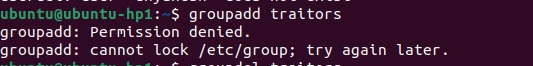 ubuntu@ubuntu-hp1:~$ groupadd traitors
groupadd: Permission denied.
groupadd: cannot lock /etc/group; try again later.